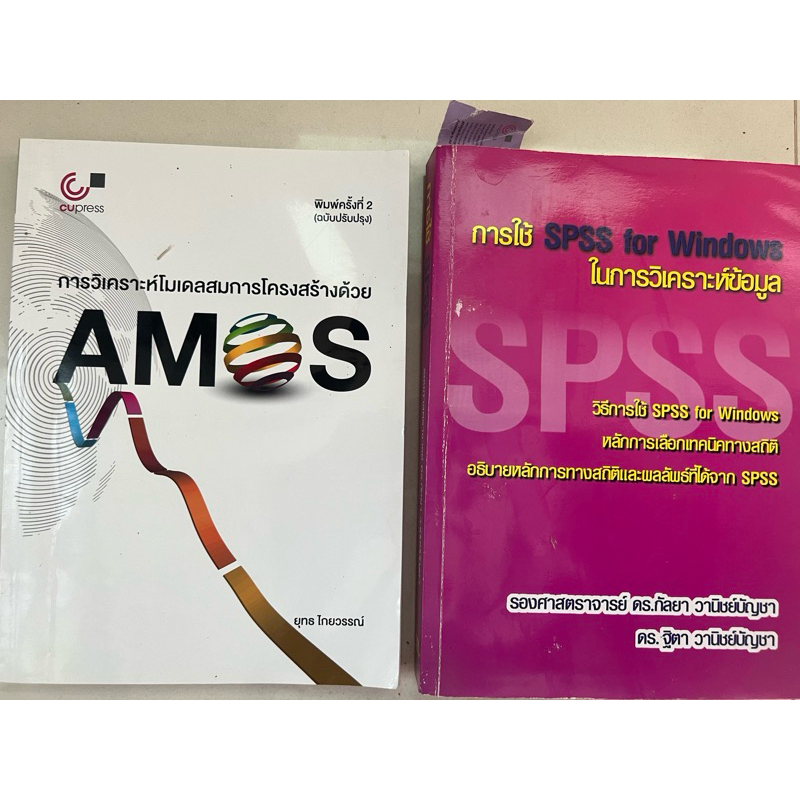 cupress
พิมพ์ครั้งที่ 2
(ฉบับปรับปรุง)
การวิเคราะห์โมเดลสมการโครงสร้างด้วย
AMOS
ยุทธ ไกยวรรณ์
การใช้ SPSS for Windows
ในการวิเคราะห์ข้อมูล
SPSS
วิธีการใช้ SPSS for Windows
หลักการเลือกเทคนิคทางสถิติ
อธิบายหลักการทางสถิติและผลลัพธ์ที่ได้จาก SPSS
รองศาสตราจารย์ ดร.กัลยา วานิชย์บัญชา
ดร. ฐิตา วานิชย์บัญชา